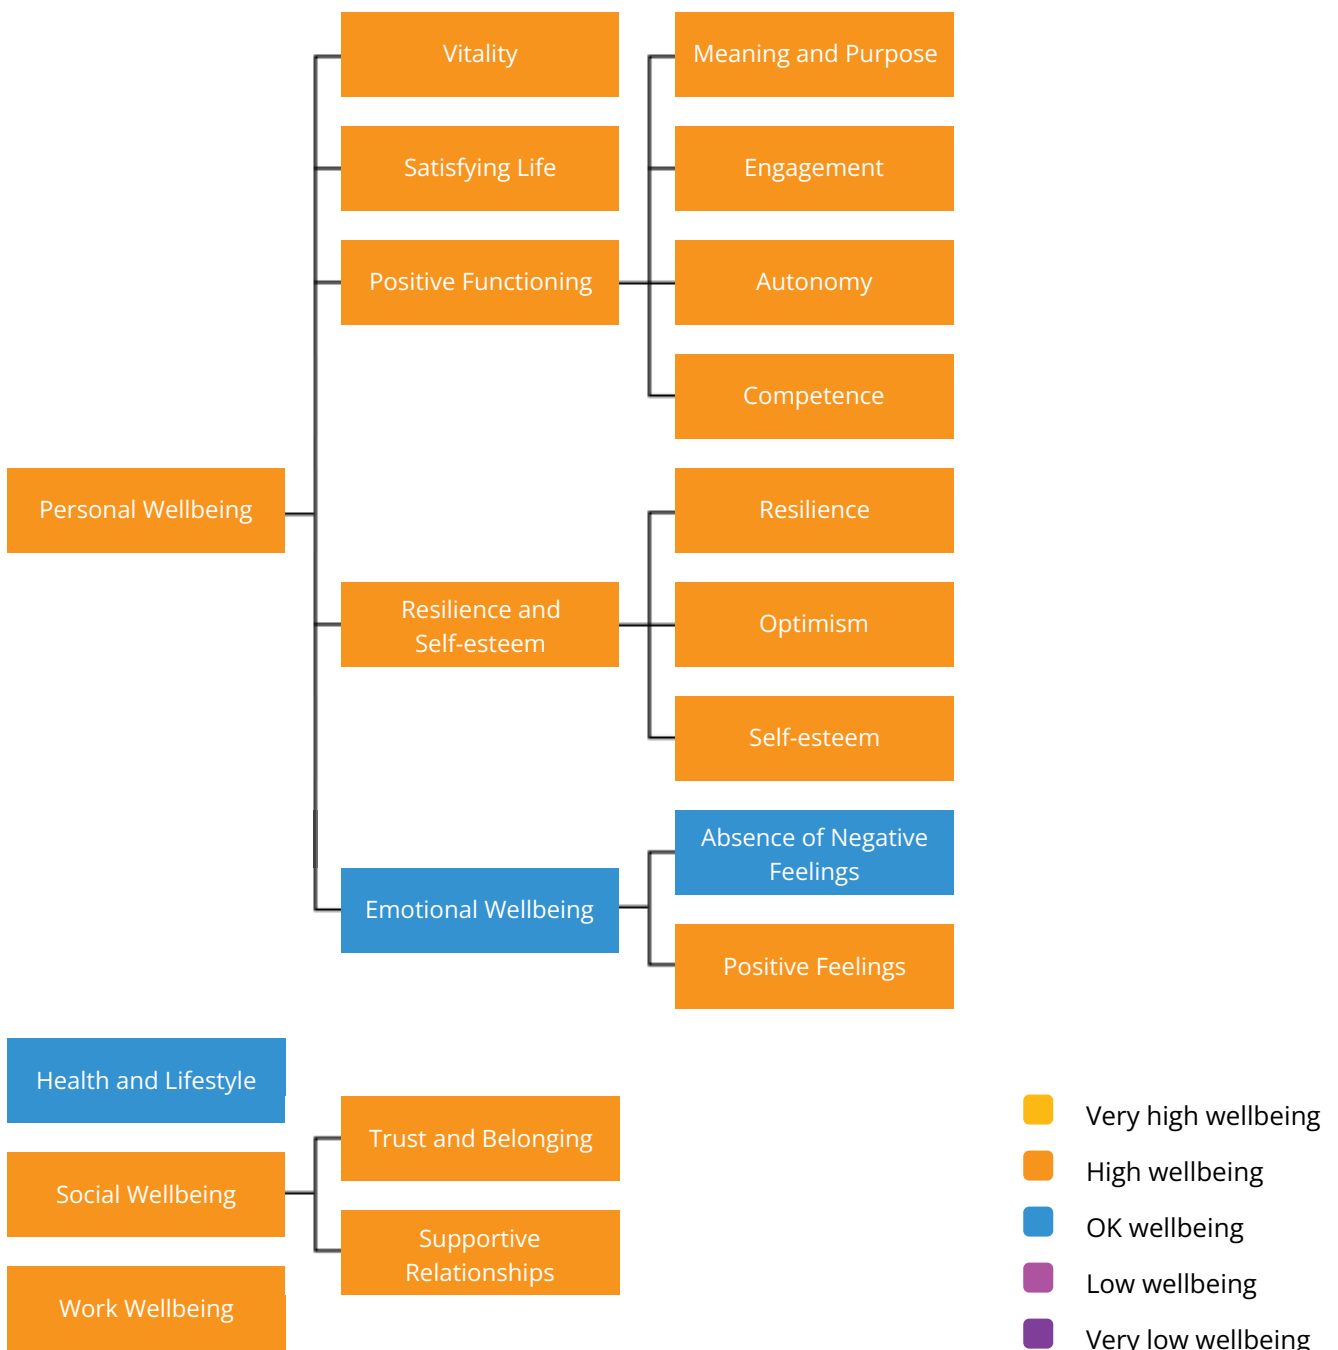 Vitality
Meaning and Purpose
Satisfying Life
Engagement
Positive Functioning
Autonomy
Competence
Personal Wellbeing
Resilience
Resilience and
Self-esteem
Optimism
Self-esteem
Absence of Negative
Feelings
Emotional Wellbeing
Positive Feelings
Health and Lifestyle
Trust and Belonging
Social Wellbeing
Supportive
Relationships
Work Wellbeing
Very high wellbeing
High wellbeing
OK wellbeing
Low wellbeing
Very low wellbeing